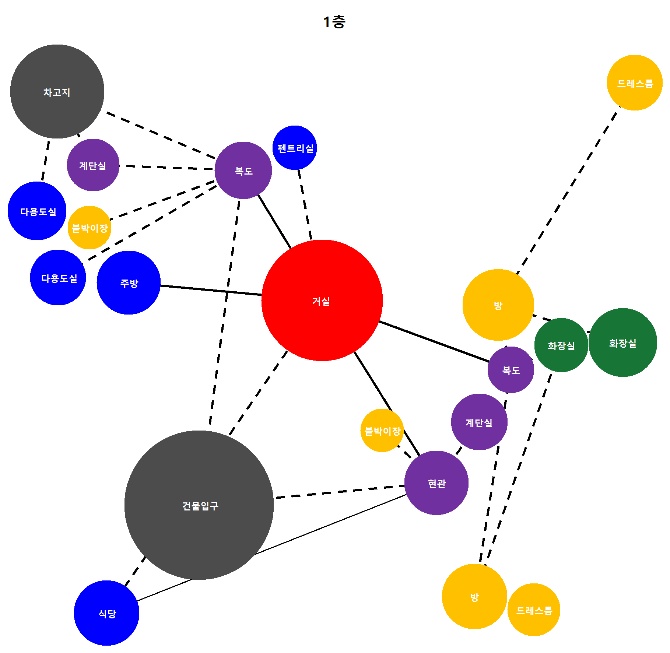 1층
드레스룸
차고지
펜트리실
계단실
복도
다용도실
붙박이장
다용도실
주방
거실
방
화장실
화장실
복도
계단실
붙박이장
현관
건물입구
방
드레스룸
식당